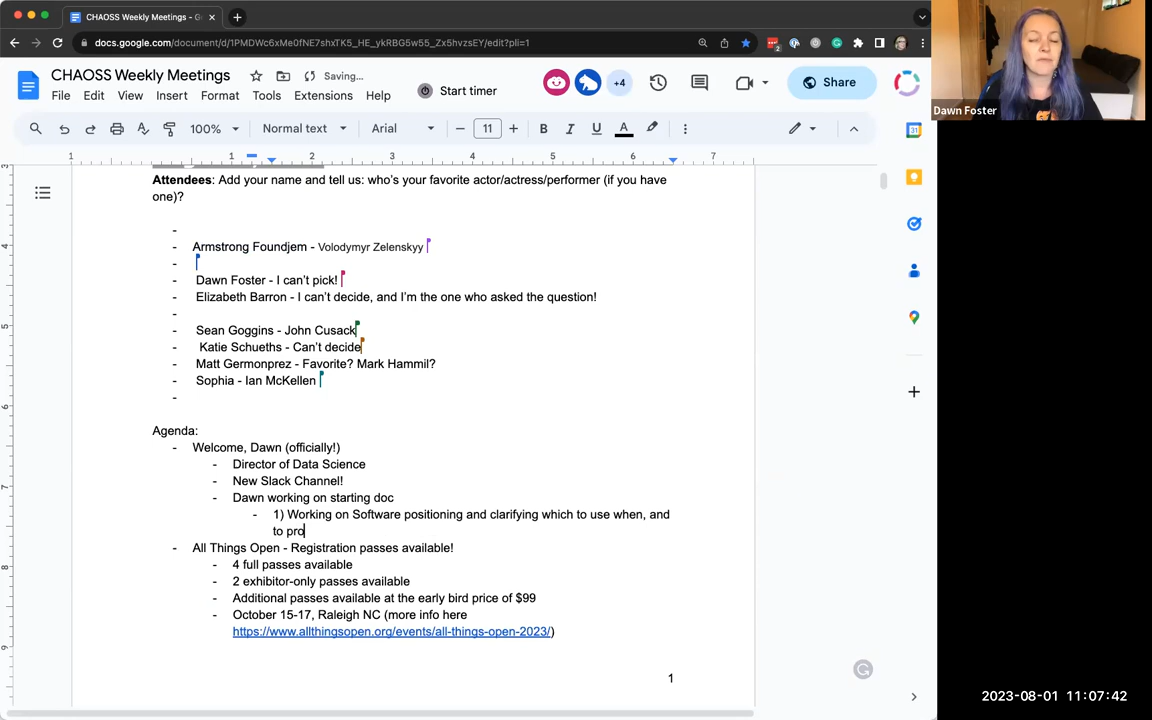 CHAOSS Weekly Meetings - G
docs.google.com/document/d/1PMDWc6xMe0fNE7shxTK5_HE_ykRBG5w55_Zx5hvzsEY/edit?pli=1
CHAOSS Weekly Meetings
Saving...
File Edit View Insert Format Tools Extensions Help
Start timer
+4
Share
Dawn Foster
100%
Normal text
Arial
11
B I U A
1 1 2 3 4 5 6 7
Attendees: Add your name and tell us: who's your favorite actor/actress/performer (if you have
one)?
-
- Armstrong Foundjem - Volodymyr Zelenskyy
-
- Dawn Foster - I can't pick!
- Elizabeth Barron - I can't decide, and I'm the one who asked the question!
-
- Sean Goggins - John Cusack
- Katie Schueths - Can't decide
- Matt Germonprez - Favorite? Mark Hammil?
- Sophia - Ian McKellen
-
Agenda:
- Welcome, Dawn (officially!)
- Director of Data Science
- New Slack Channel!
- Dawn working on starting doc
- 1) Working on Software positioning and clarifying which to use when, and
to pro
- All Things Open - Registration passes available!
- 4 full passes available
- 2 exhibitor-only passes available
- Additional passes available at the early bird price of $99
- October 15-17, Raleigh NC (more info here
https://www.allthingsopen.org/events/all-things-open-2023/)
1
2023-08-01 11:07:42